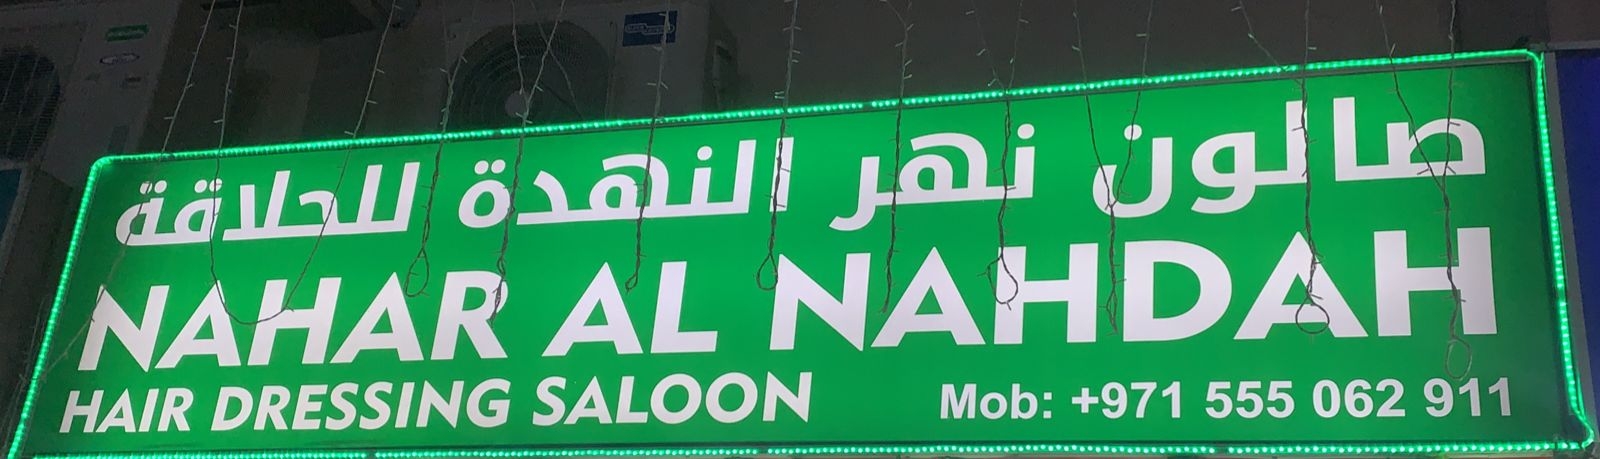 صالون نهر النهدة للحلاقة
NAHAR AL NAHDAH
HAIR DRESSING SALOON
Mob: +971 555 062 911